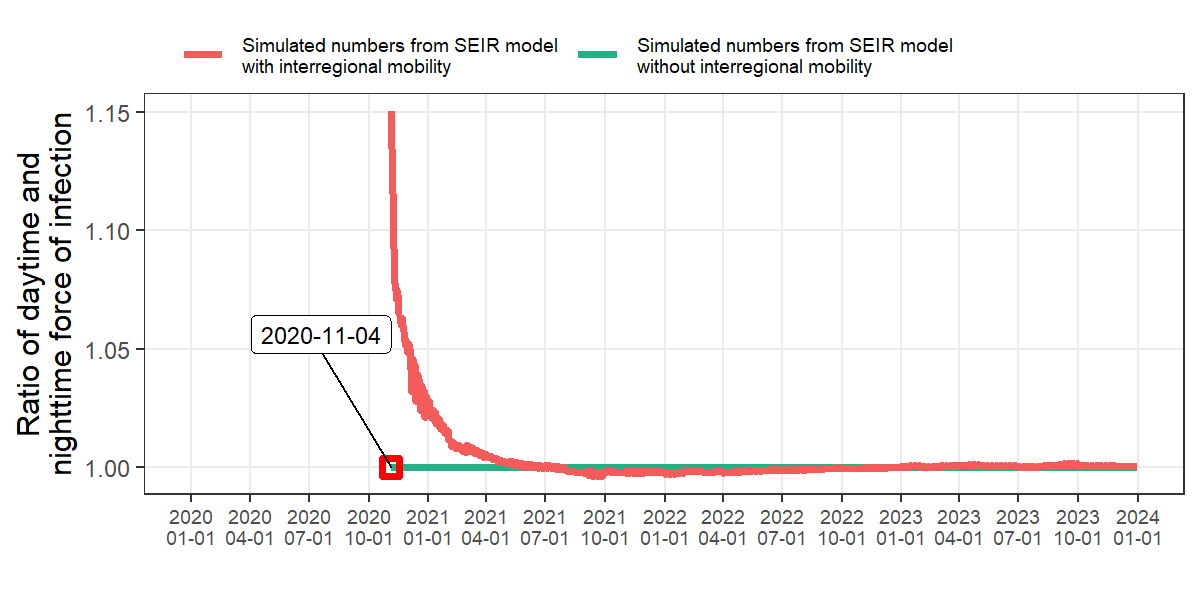 Simulated numbers from SEIR model
with interregional mobility
Simulated numbers from SEIR model
without interregional mobility
Ratio of daytime and
nighttime force of infection
1.15
1.10
1.05
1.00
2020-11-04
2020 2020 2020 2020 2021 2021 2021 2021 2022 2022 2022 2022 2023 2023 2023 2023 2024
01-01 04-01 07-01 10-01 01-01 04-01 07-01 10-01 01-01 04-01 07-01 10-01 01-01 04-01 07-01 10-01 01-01